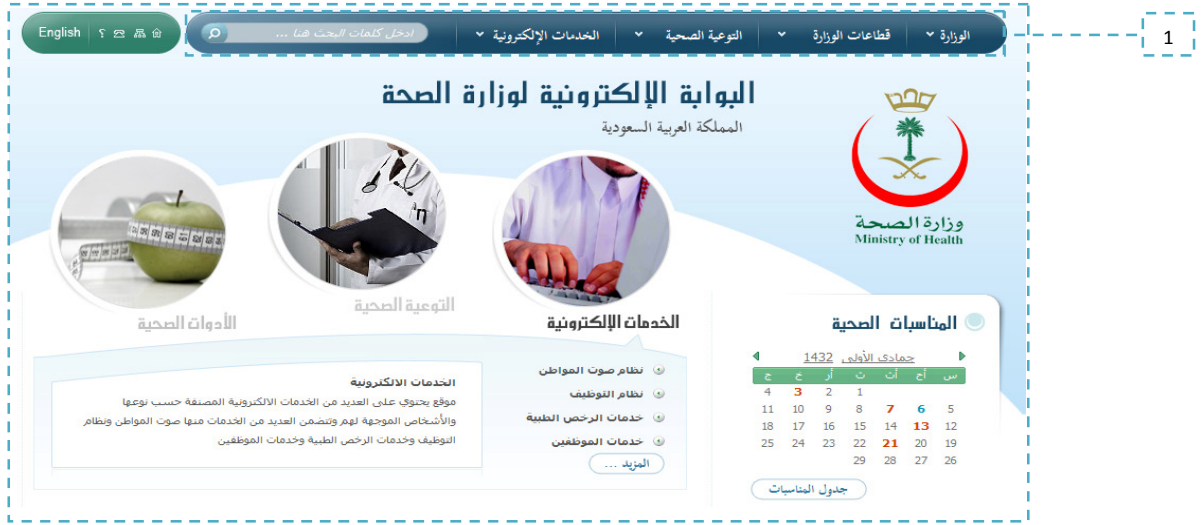 الوزارة
قطاعات الوزارة
التوعية الصحية
الخدمات الإلكترونية
ادخل كلمات البحث هنا ...
؟
English
1
البوابة الإلكترونية لوزارة الصحة
المملكة العربية السعودية
وزارة الصحة
Ministry of Health
الخدمات الإلكترونية
التوعية الصحية
الأدوات الصحية
المناسبات الصحية
جمادى الأولى 1432
س أح أث ث أر خ ج
1 2 3 4
5 6 7 8 9 10 11
12 13 14 15 16 17 18
19 20 21 22 23 24 25
26 27 28 29
جدول المناسبات
نظام صوت المواطن
نظام التوظيف
خدمات الرخص الطبية
خدمات الموظفين
المزيد ...
الخدمات الالكترونية
موقع يحتوي على العديد من الخدمات الالكترونية المصنفة حسب نوعها
والأشخاص الموجهة لهم وتتضمن العديد من الخدمات منها صوت المواطن ونظام
التوظيف وخدمات الرخص الطبية وخدمات الموظفين